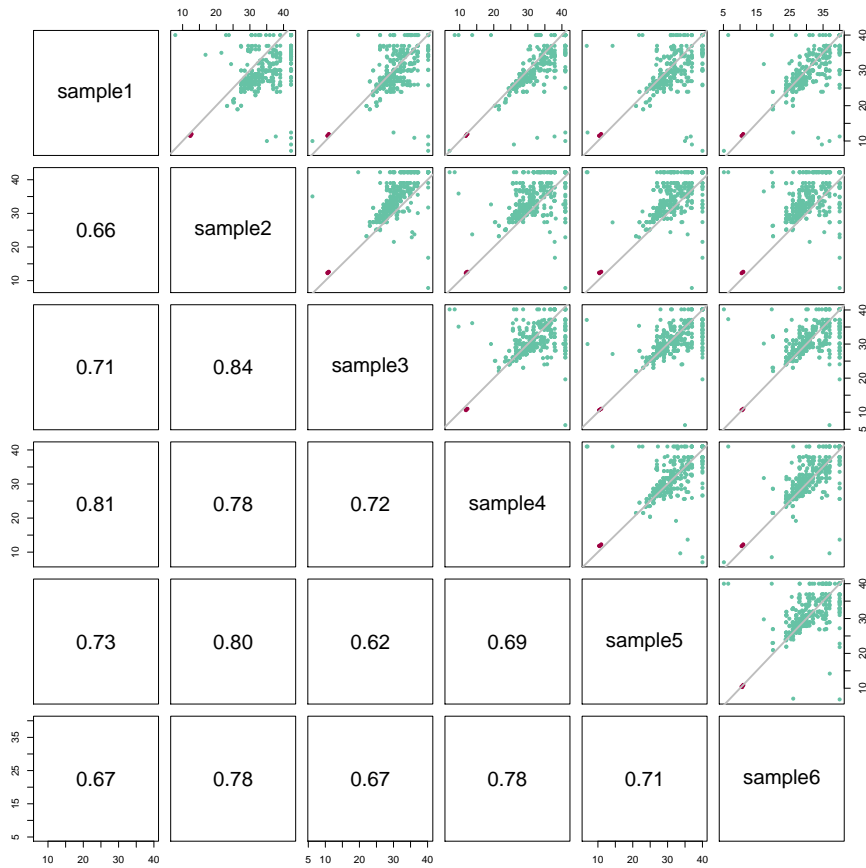 10 20 30 40 10 20 30 40 5 15 25 35
sample1 10 20 30 40
10 20 30 40 0.66 sample2
0.71 0.84 sample3 5 10 20 30 40
10 20 30 40 0.81 0.78 0.72 sample4
0.73 0.80 0.62 0.69 sample5 10 20 30 40
5 15 25 35 0.67 0.78 0.67 0.78 0.71 sample6
10 20 30 40 5 10 20 30 40 10 20 30 40